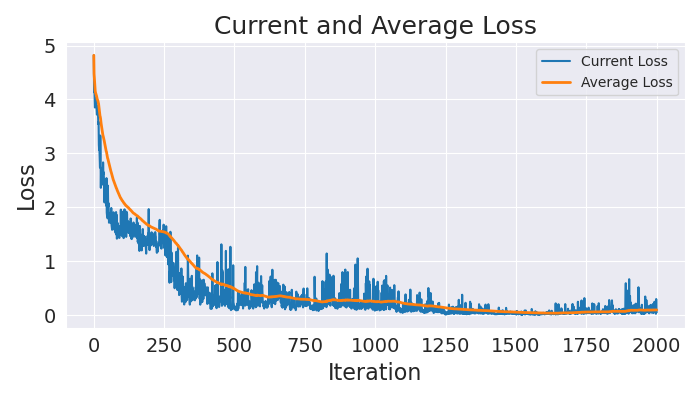 Current and Average Loss
5
4
3
2
1
0
Loss
Current Loss
Average Loss
0 250 500 750 1000 1250 1500 1750 2000
Iteration